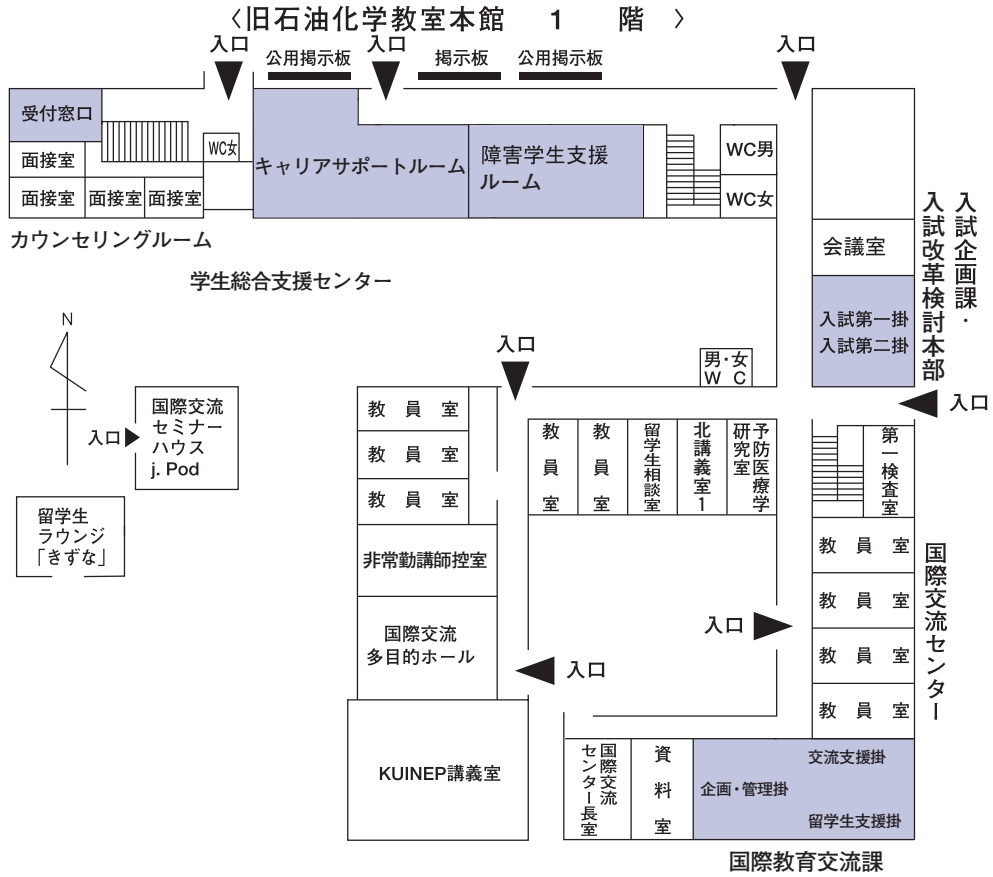 〈旧石油化学教室本館　1　階〉
入口
公用掲示板
入口
掲示板
公用掲示板
入口
受付窓口
面接室
面接室
面接室
面接室
WC女
キャリアサポートルーム
障害学生支援
ルーム
WC男
WC女
カウンセリングルーム
学生総合支援センター
会議室
入試第一掛
入試第二掛
入試企画課・
入試改革検討本部
N
入口
男・女
WC
入口
国際交流
セミナー
ハウス
j. Pod
入口
留学生
ラウンジ
「きずな」
教員室
教員室
教員室
非常勤講師控室
国際交流
多目的ホール
KUINEP講義室
教員室
教員室
留学生相談室
北講義室1
予防医療学
研究室
第一検査室
教員室
教員室
教員室
教員室
国際交流センター
入口
入口
国際交流
センター長室
資料室
企画・管理掛
交流支援掛
留学生支援掛
国際教育交流課